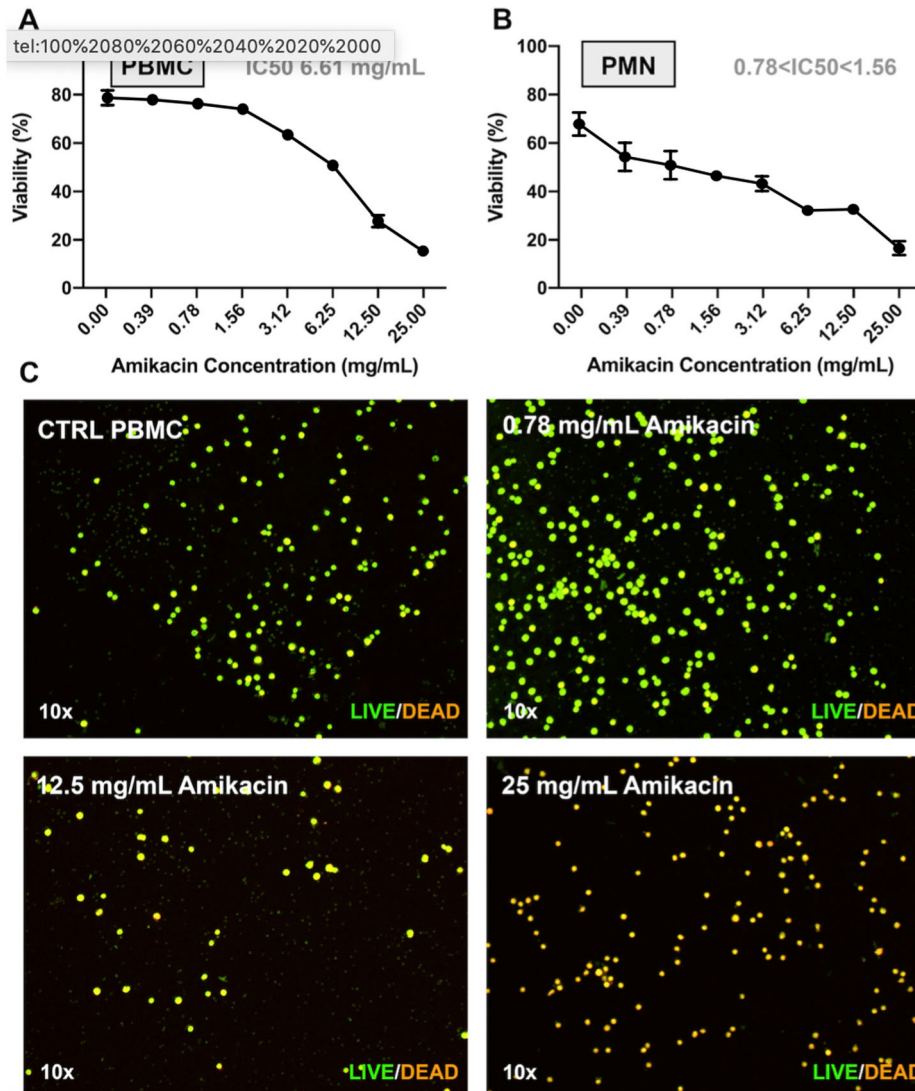 A
tel:100%2080%2060%2040%2020%2000
PBMC
IC50 6.61 mg/mL
80
60
40
20
0
Viability (%)
0.00
0.39
0.78
1.56
3.12
6.25
12.50
25.00
Amikacin Concentration (mg/mL)
B
PMN
0.78<IC50<1.56
100
80
60
40
20
0
Viability (%)
0.00
0.39
0.78
1.56
3.12
6.25
12.50
25.00
Amikacin Concentration (mg/mL)
C
CTRL PBMC
10x
LIVE/DEAD
0.78 mg/mL Amikacin
10x
LIVE/DEAD
12.5 mg/mL Amikacin
10x
LIVE/DEAD
25 mg/mL Amikacin
10x
LIVE/DEAD